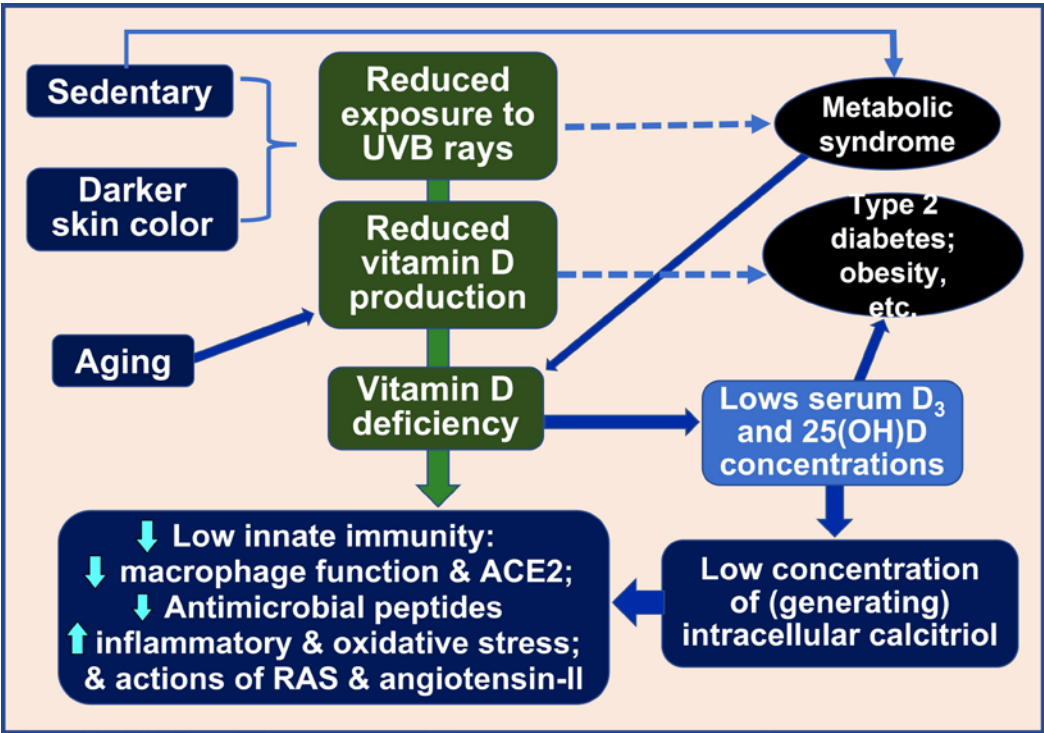 Sedentary
Darker
skin color
Aging
Reduced
exposure to
UVB rays
Reduced
vitamin D
production
Vitamin D
deficiency
Metabolic
syndrome
Type 2
diabetes;
obesity,
etc.
Lows serum D₃
and 25(OH)D
concentrations
Low concentration
of (generating)
intracellular calcitriol
⬇ Low innate immunity:
⬇ macrophage function & ACE2;
⬇ Antimicrobial peptides
⬆ inflammatory & oxidative stress;
& actions of RAS & angiotensin-II